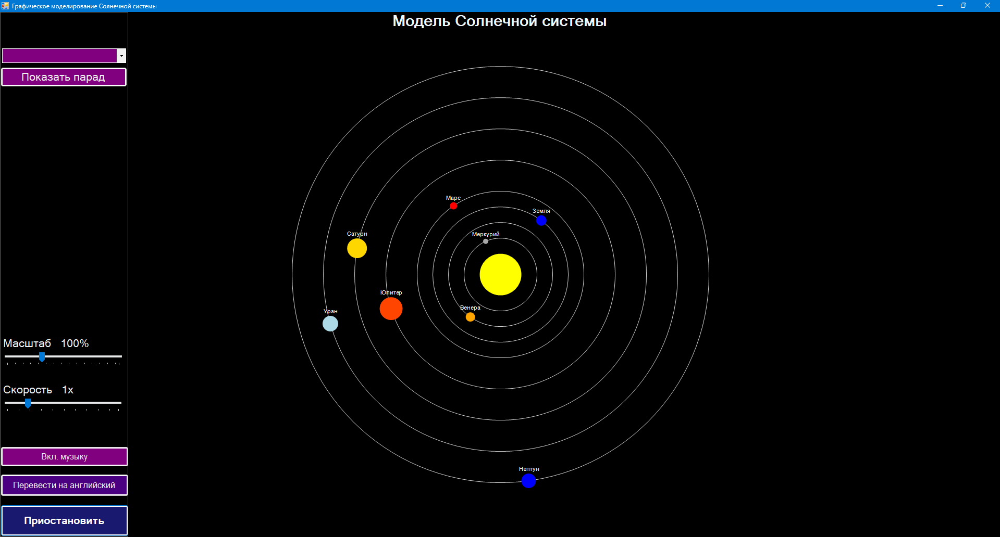 Графическое моделирование Солнечной системы
Модель Солнечной системы
Показать парад
Марс
Земля
Меркурий
Сатурн
Юпитер
Венера
Уран
Масштаб 100%
Скорость 1x
Вкл. музыку
Нептун
Перевести на английский
Приостановить